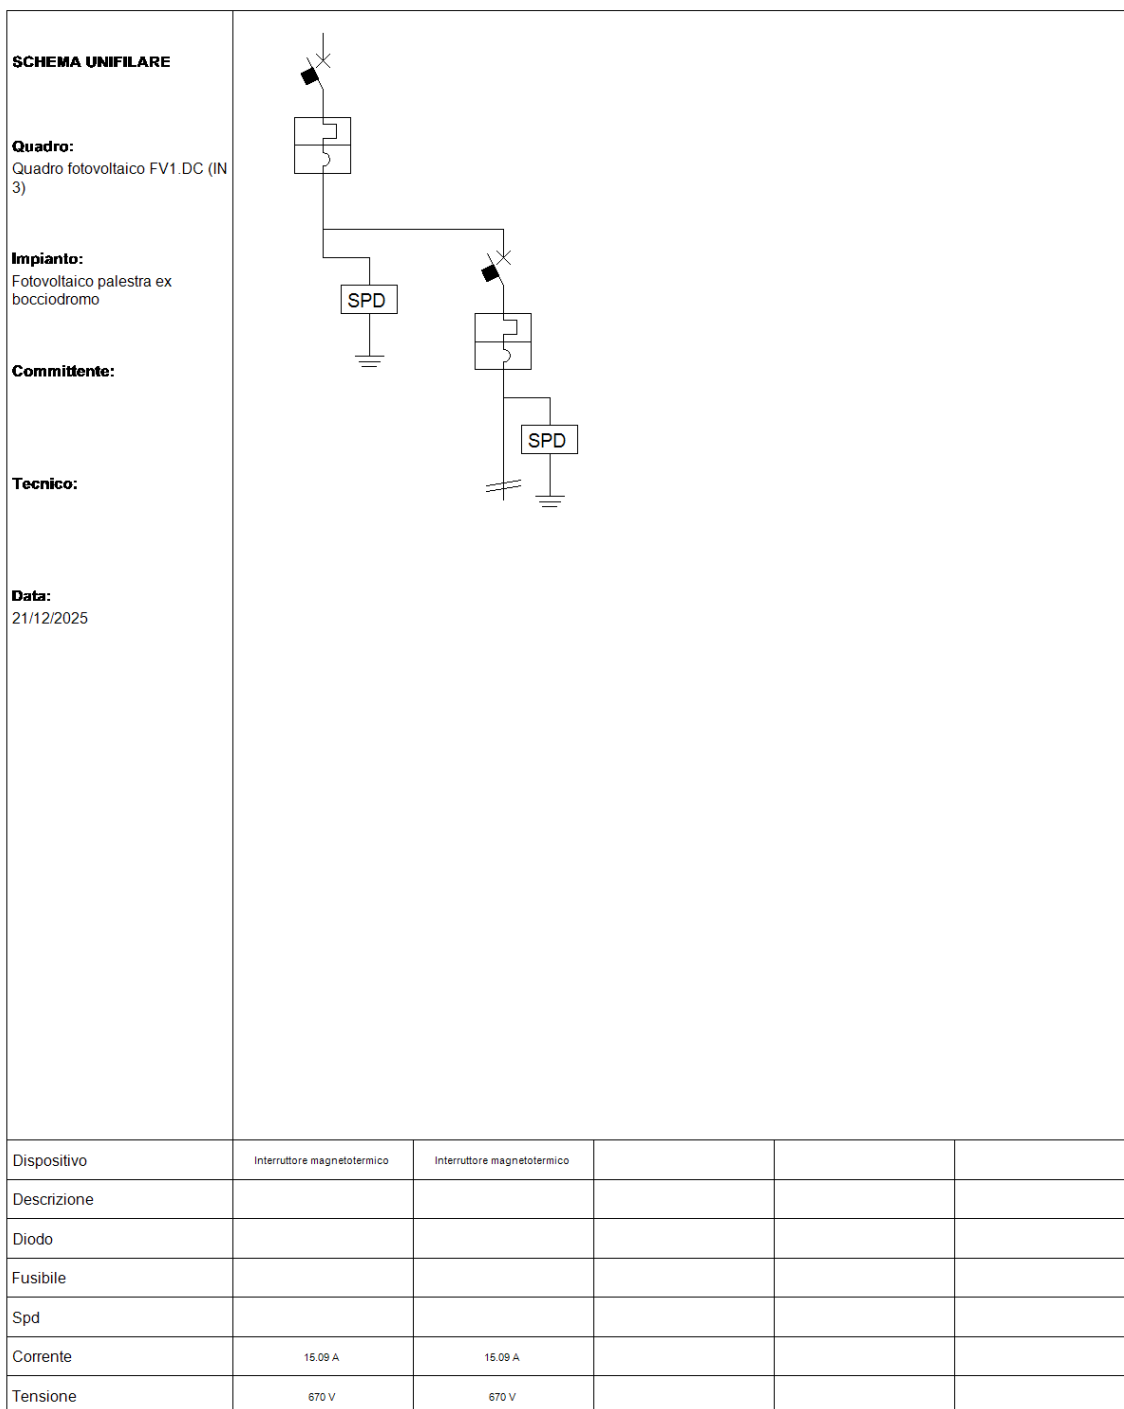 SCHEMA UNIFILARE
Quadro:
Quadro fotovoltaico FV1.DC (IN
3)
Impianto:
Fotovoltaico palestra ex
bocciodromo
Committente:
Tecnico:
Data:
21/12/2025
SPD
SPD
Dispositivo Interruttore magnetotermico Interruttore magnetotermico
Descrizione
Diodo
Fusibile
Spd
Corrente 15.09 A 15.09 A
Tensione 670 V 670 V